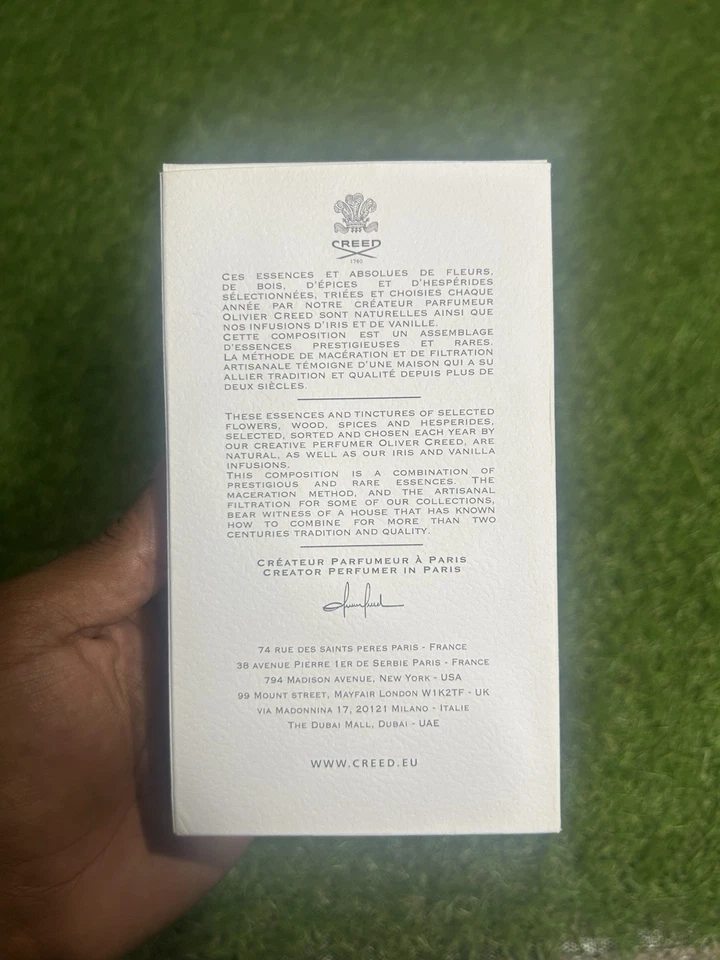 CREED
1760
CES ESSENCES ET ABSOLUES DE FLEURS,
DE BOIS, D'ÉPICES ET D'HESPÉRIDES
SÉLECTIONNÉES, TRIÉES ET CHOISIES CHAQUE
ANNÉE PAR NOTRE CRÉATEUR PARFUMEUR
OLIVIER CREED SONT NATURELLES AINSI QUE
NOS INFUSIONS D'IRIS ET DE VANILLE.
CETTE COMPOSITION EST UN ASSEMBLAGE
D'ESSENCES PRESTIGIEUSES ET RARES.
LA MÉTHODE DE MACÉRATION ET DE FILTRATION
ARTISANALE TÉMOIGNE D'UNE MAISON QUI A SU
ALLIER TRADITION ET QUALITÉ DEPUIS PLUS DE
DEUX SIÈCLES.
THESE ESSENCES AND TINCTURES OF SELECTED
FLOWERS, WOOD, SPICES AND HESPERIDES,
SELECTED, SORTED AND CHOSEN EACH YEAR BY
OUR CREATIVE PERFUMER OLIVER CREED, ARE
NATURAL, AS WELL AS OUR IRIS AND VANILLA
INFUSIONS.
THIS COMPOSITION IS A COMBINATION OF
PRESTIGIOUS AND RARE ESSENCES. THE
MACERATION METHOD, AND THE ARTISANAL
FILTRATION FOR SOME OF OUR COLLECTIONS,
BEAR WITNESS OF A HOUSE THAT HAS KNOWN
HOW TO COMBINE FOR MORE THAN TWO
CENTURIES TRADITION AND QUALITY.
CRÉATEUR PARFUMEUR À PARIS
CREATOR PERFUMER IN PARIS
74 RUE DES SAINTS PERES PARIS - FRANCE
38 AVENUE PIERRE 1ER DE SERBIE PARIS - FRANCE
794 MADISON AVENUE, NEW YORK - USA
99 MOUNT STREET, MAYFAIR LONDON W1K2TF - UK
VIA MADONNINA 17, 20121 MILANO - ITALIE
THE DUBAI MALL, DUBAI - UAE
WWW.CREED.EU